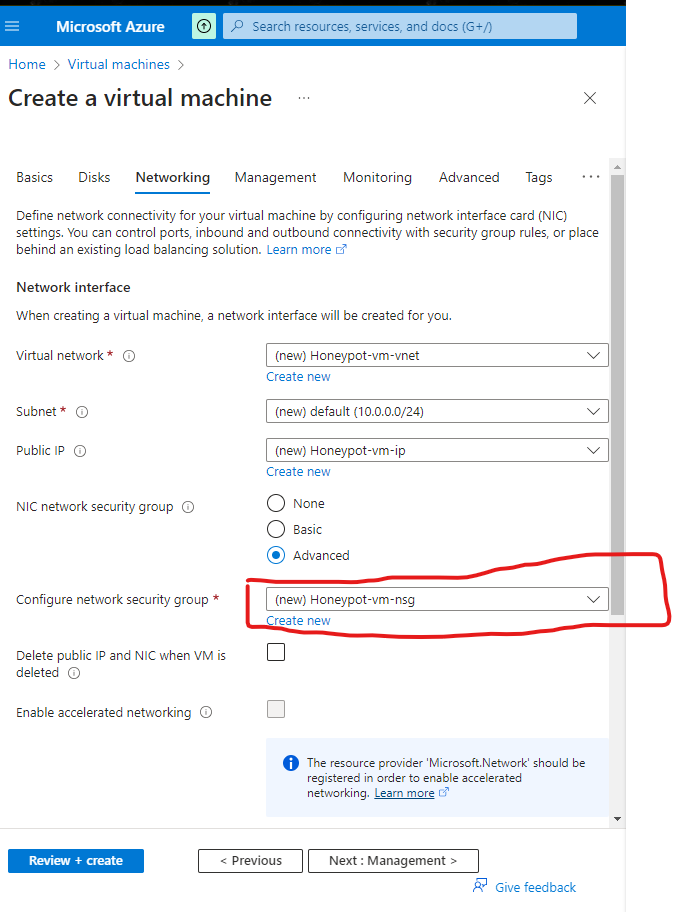 Microsoft Azure
Search resources, services, and docs (G+/)
Home > Virtual machines >
Create a virtual machine ...
Basics Disks Networking Management Monitoring Advanced Tags ...
Define network connectivity for your virtual machine by configuring network interface card (NIC)
settings. You can control ports, inbound and outbound connectivity with security group rules, or place
behind an existing load balancing solution. Learn more
Network interface
When creating a virtual machine, a network interface will be created for you.
Virtual network * (new) Honeypot-vm-vnet
Create new
Subnet * (new) default (10.0.0.0/24)
Public IP (new) Honeypot-vm-ip
Create new
NIC network security group
None
Basic
Advanced
Configure network security group * (new) Honeypot-vm-nsg
Create new
Delete public IP and NIC when VM is
deleted
Enable accelerated networking
The resource provider 'Microsoft.Network' should be
registered in order to enable accelerated
networking. Learn more
Review + create < Previous Next : Management >
Give feedback